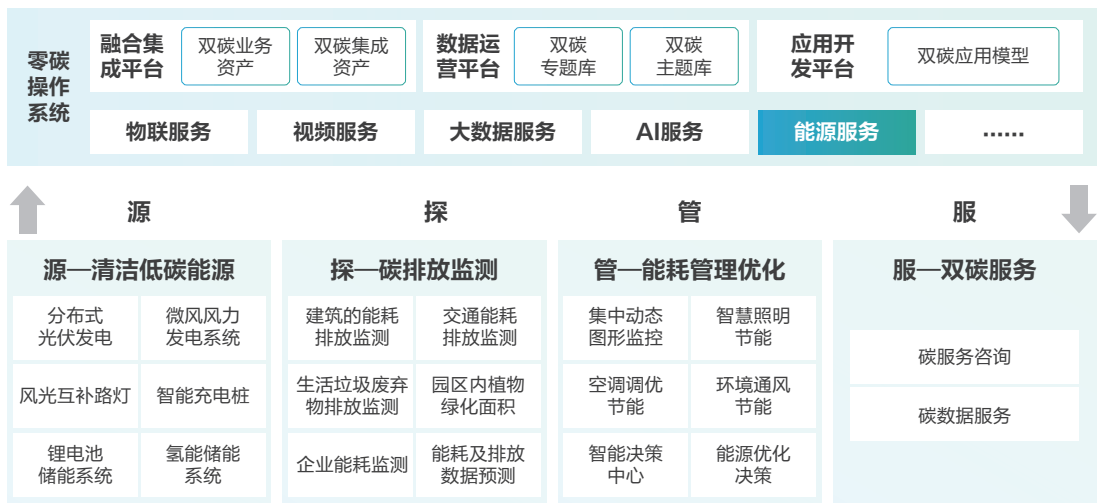 零碳
操作
系统
融合集
成平台
双碳业务
资产
双碳集成
资产
数据运
营平台
双碳
专题库
双碳
主题库
应用开
发平台
双碳应用模型
物联服务
视频服务
大数据服务
AI服务
能源服务
......
源
探
管
服
源—清洁低碳能源
分布式
光伏发电
微风风力
发电系统
风光互补路灯
智能充电桩
锂电池
储能系统
氢能储能
系统
探—碳排放监测
建筑的能耗
排放监测
交通能耗
排放监测
生活垃圾废弃
物排放监测
园区内植物
绿化面积
企业能耗监测
能耗及排放
数据预测
管—能耗管理优化
集中动态
图形监控
智慧照明
节能
空调调优
节能
环境通风
节能
智能决策
中心
能源优化
决策
服—双碳服务
碳服务咨询
碳数据服务